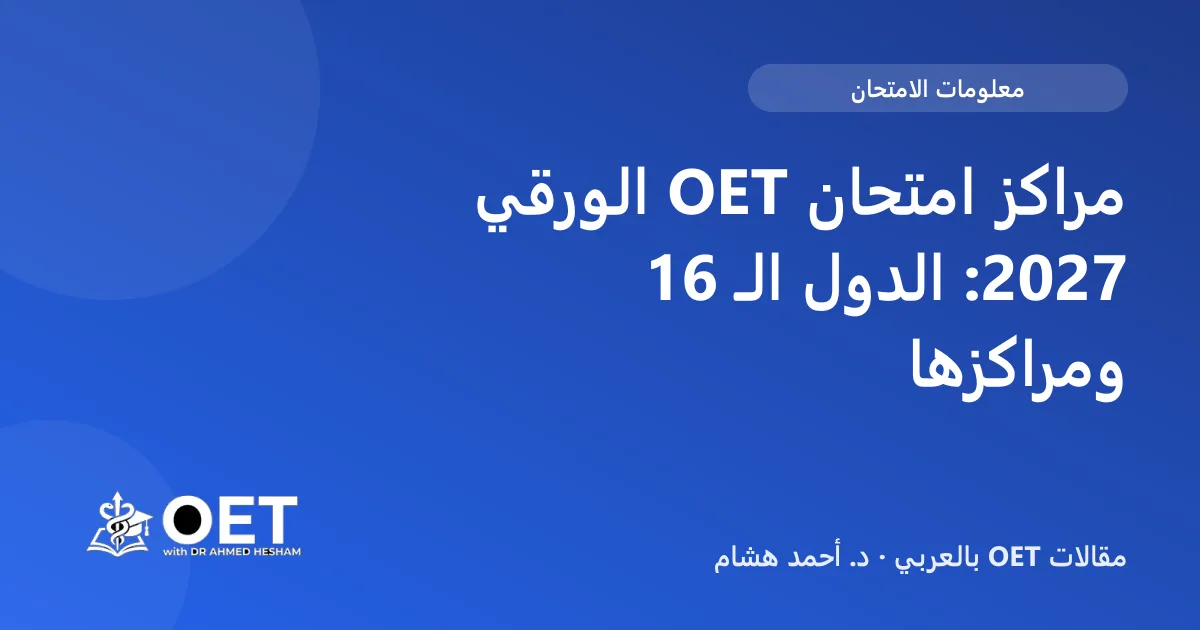 معلومات الامتحان
مراكز امتحان OET الورقي
2027: الدول الـ 16
ومراكزها
OET
with DR AHMED HESHAM
مقالات OET بالعربي · د. أحمد هشام